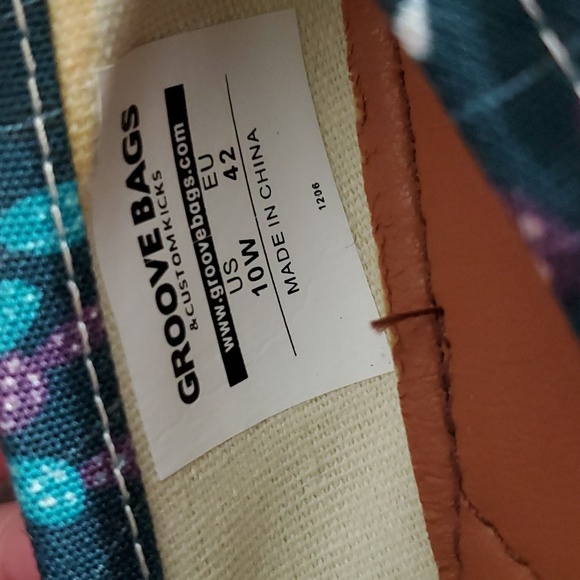 GROOVE BAGS
&CUSTOMKICKS
www.groovebags.com
US EU
10W 42
MADE IN CHINA
1206